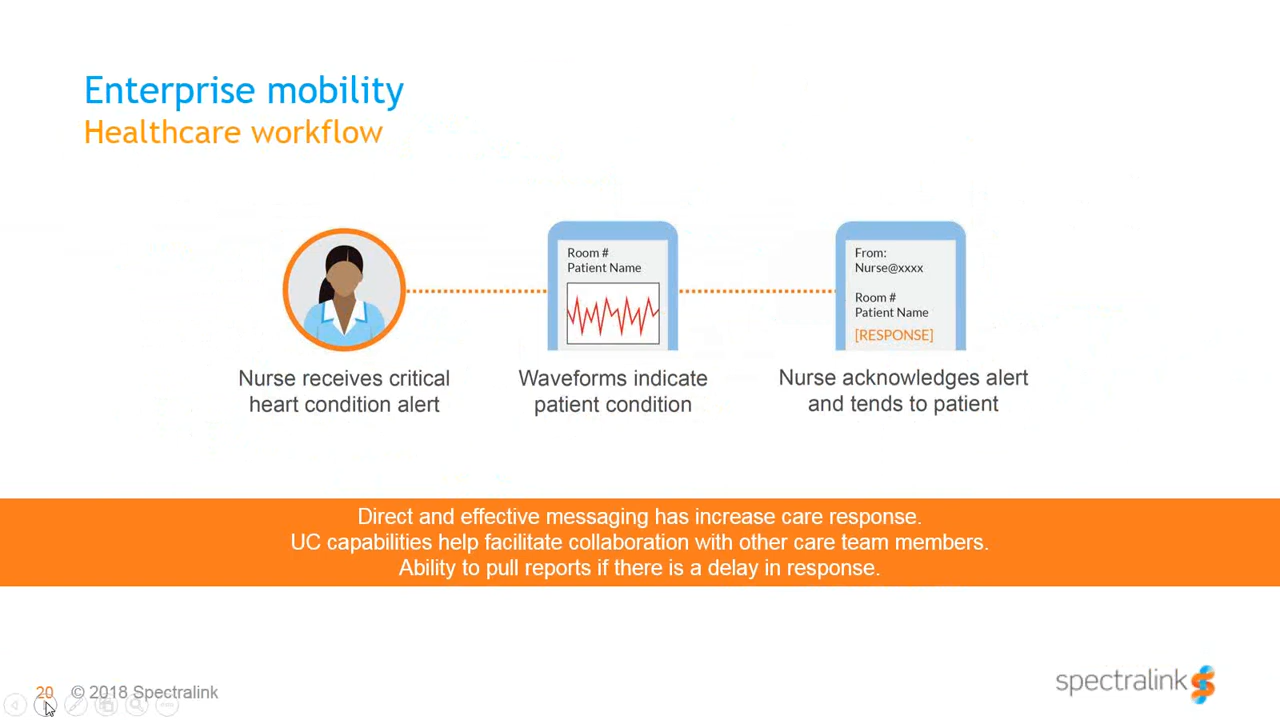 Enterprise mobility
Healthcare workflow
Room #
Patient Name
From:
Nurse@xxxx
Room #
Patient Name
[RESPONSE]
Nurse receives critical
heart condition alert
Waveforms indicate
patient condition
Nurse acknowledges alert
and tends to patient
Direct and effective messaging has increase care response.
UC capabilities help facilitate collaboration with other care team members.
Ability to pull reports if there is a delay in response.
20 © 2018 Spectralink
spectralink